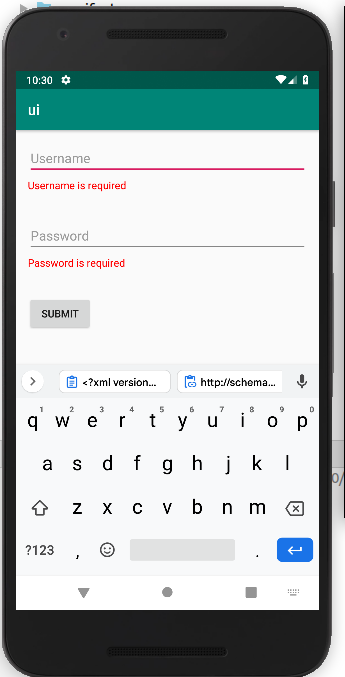 10:30
ui
Username
Username is required
Password
Password is required
SUBMIT
<?xml version... http://schema...
q1 w2 e3 r4 t5 y6 u7 i8 o9 p0
a s d f g h j k l
z x c v b n m
?123 , .